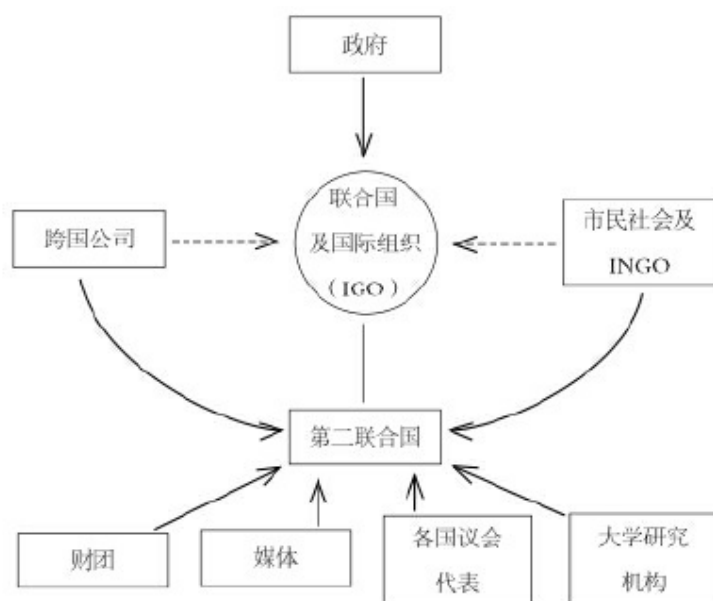 政府
联合国
及国际组织
（IGO）
跨国公司
市民社会及
INGO
第二联合国
财团
媒体
各国议会
代表
大学研究
机构